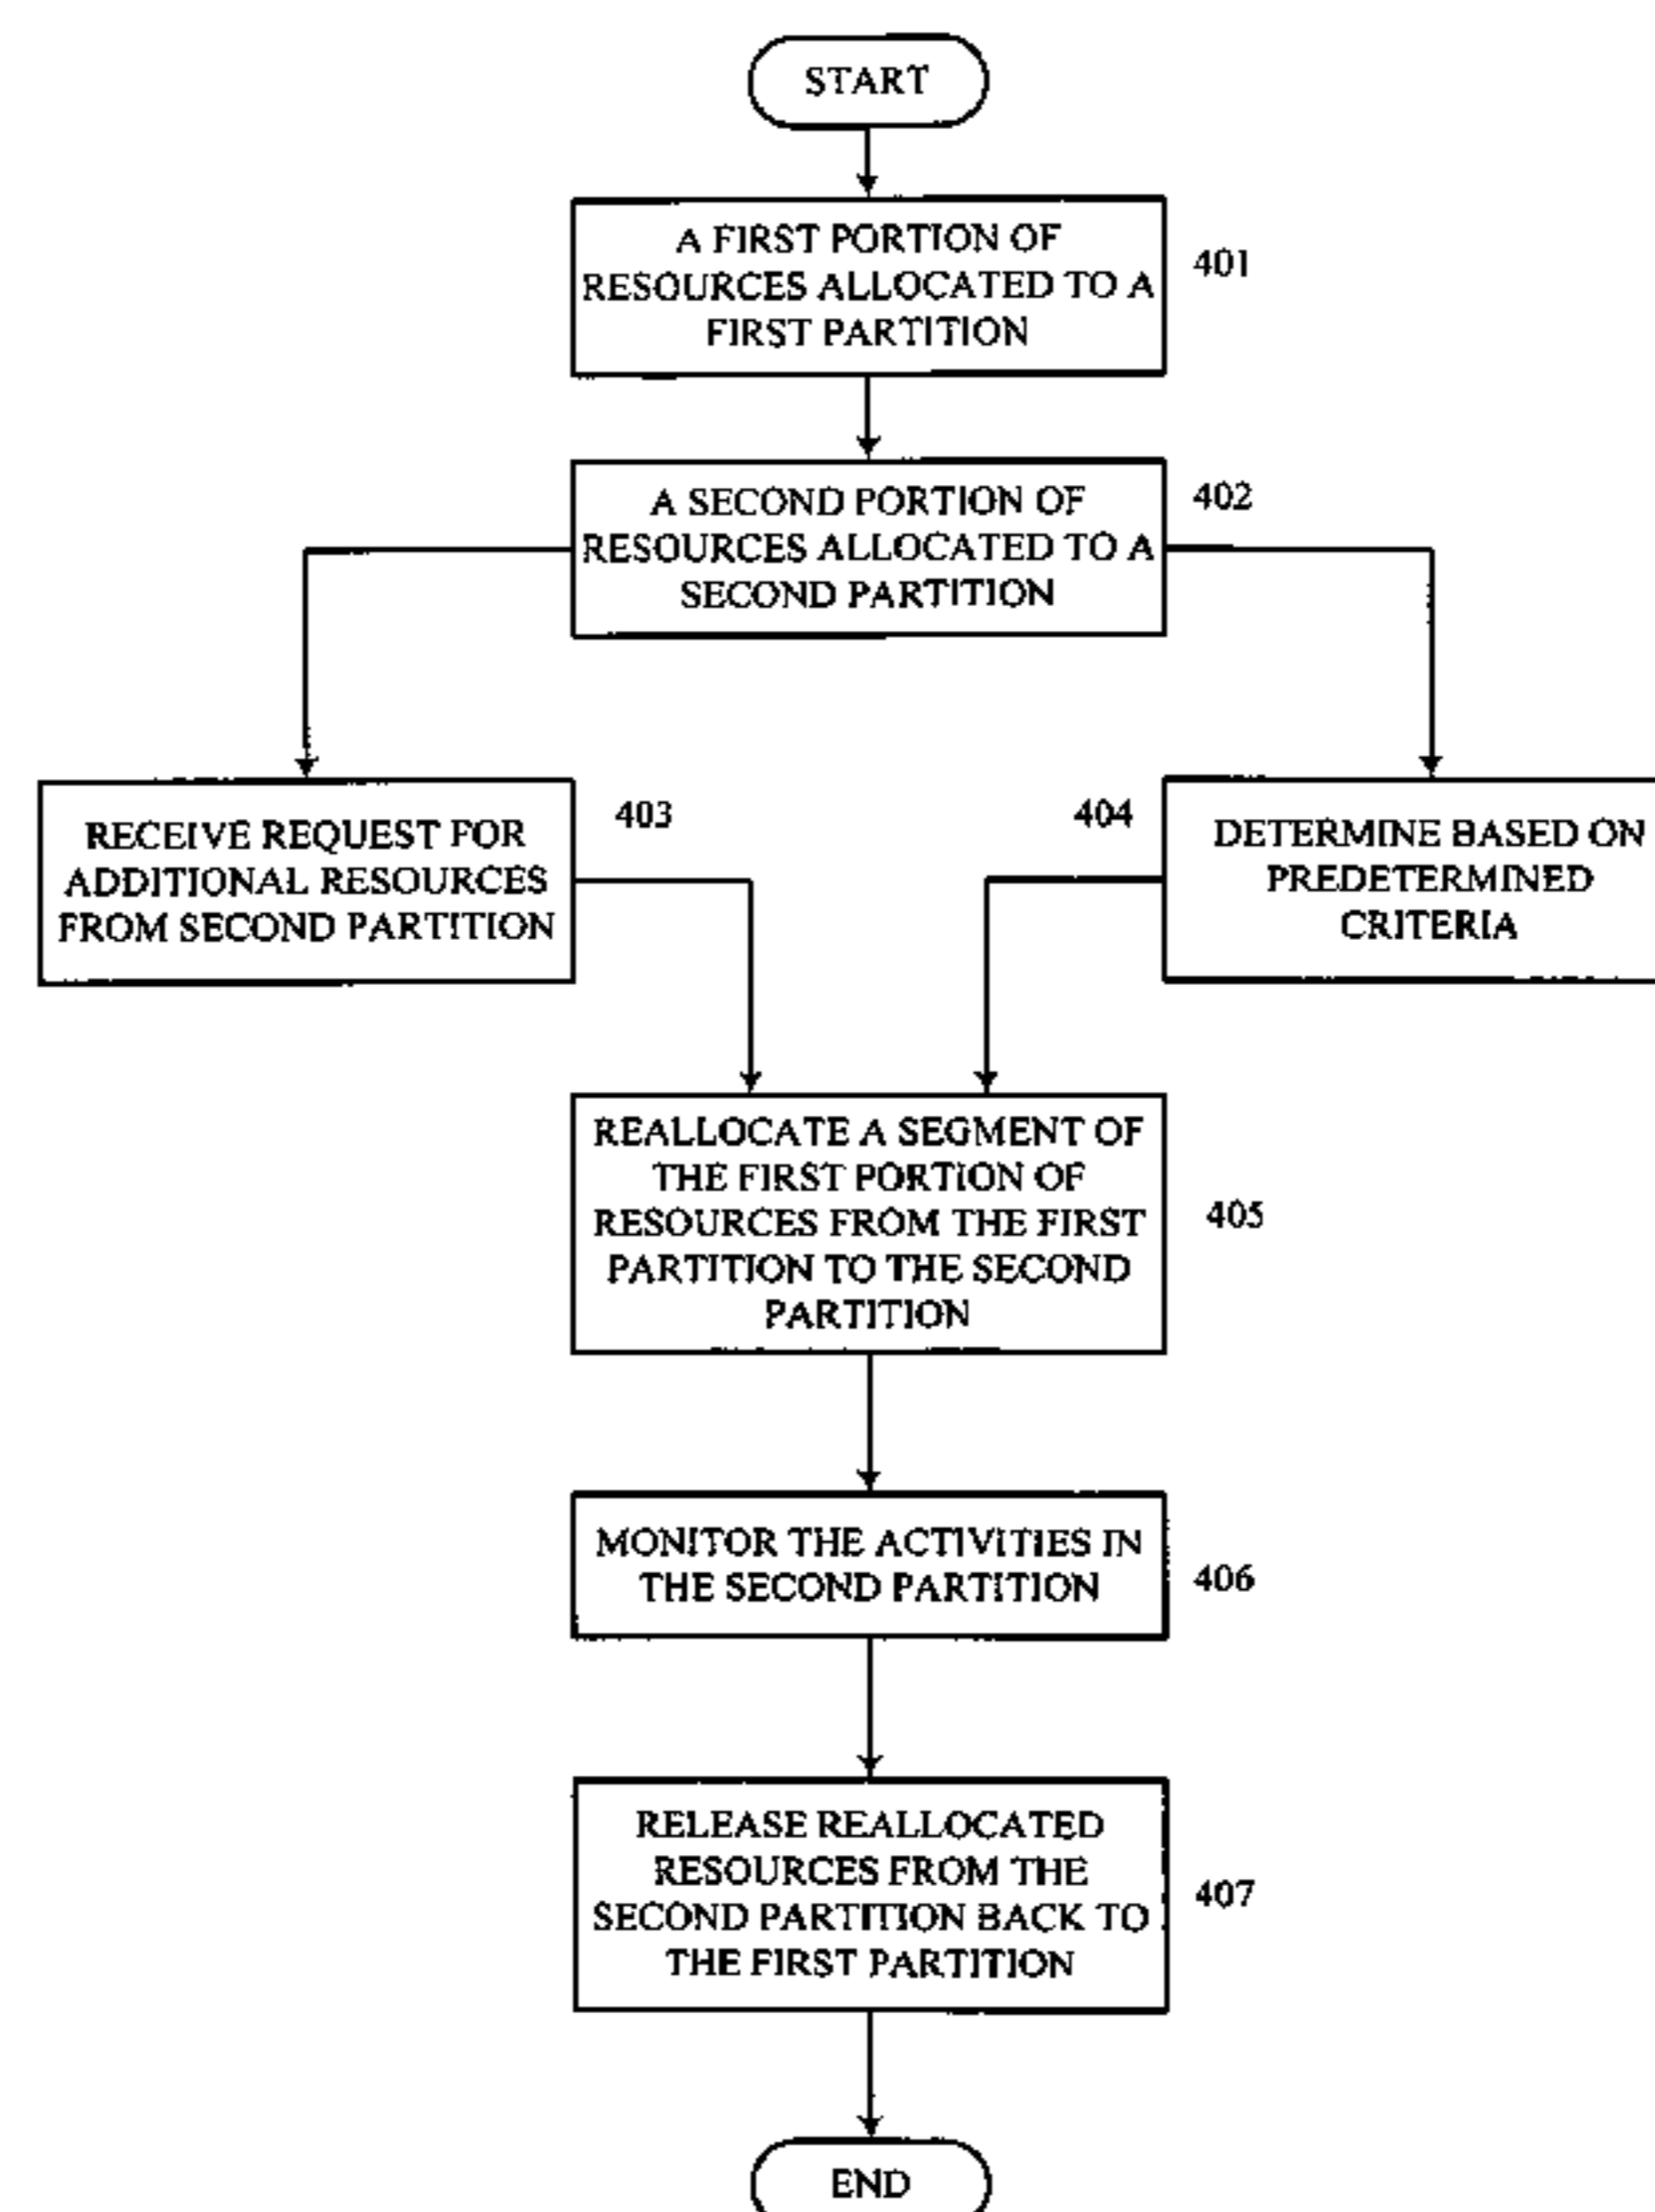 START
A FIRST PORTION OF
RESOURCES ALLOCATED TO A
FIRST PARTITION
401
A SECOND PORTION OF
RESOURCES ALLOCATED TO A
SECOND PARTITION
402
RECEIVE REQUEST FOR
ADDITIONAL RESOURCES
FROM SECOND PARTITION
403
404
DETERMINE BASED ON
PREDETERMINED
CRITERIA
REALLOCATE A SEGMENT OF
THE FIRST PORTION OF
RESOURCES FROM THE FIRST
PARTITION TO THE SECOND
PARTITION
405
MONITOR THE ACTIVITIES IN
THE SECOND PARTITION
406
RELEASE REALLOCATED
RESOURCES FROM THE
SECOND PARTITION BACK TO
THE FIRST PARTITION
407
END